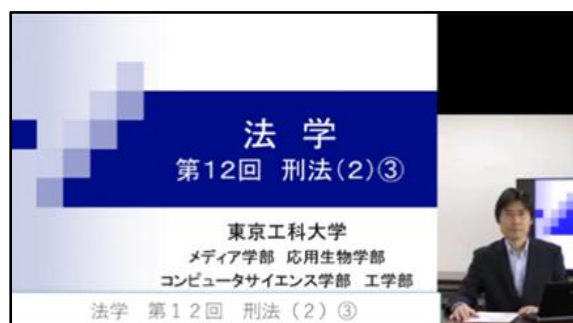 法 学
第12回 刑法(2)③
東京工科大学
メディア学部 応用生物学部
コンピュータサイエンス学部 工学部
法学 第12回 刑法(2)③